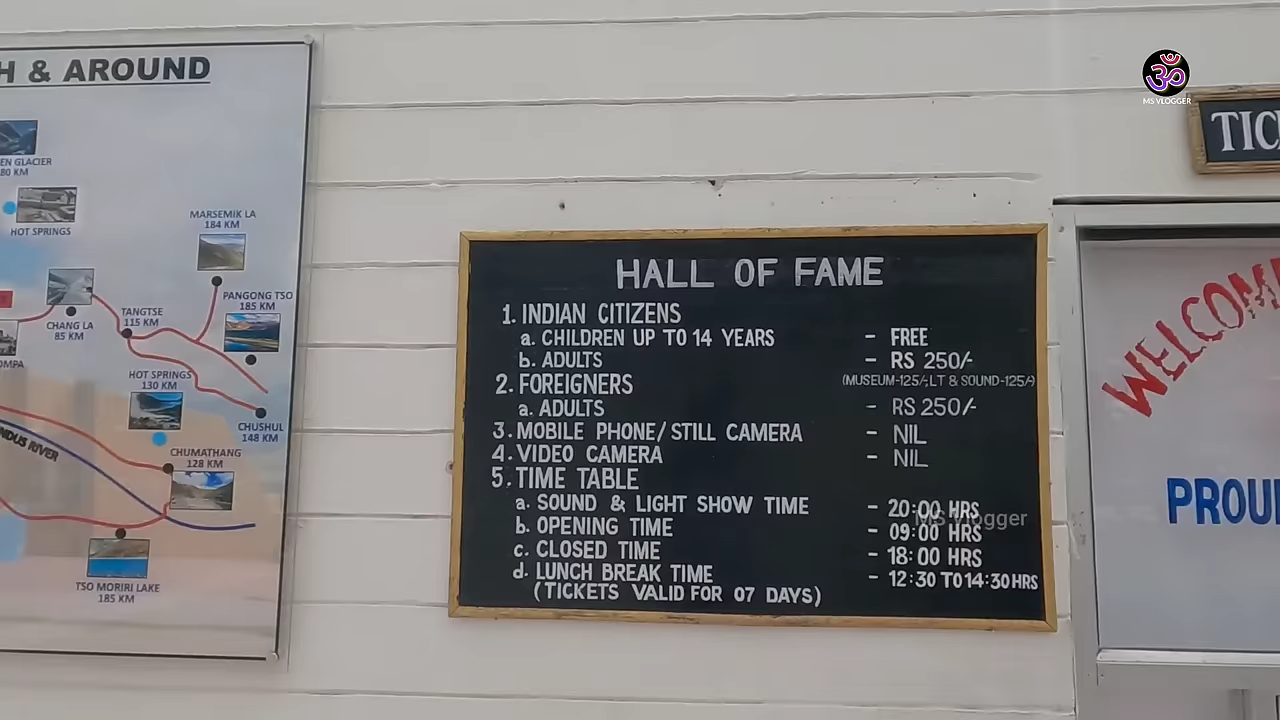 H & AROUND
EN GLACIER
80 KM
HOT SPRINGS
MARSEMIK LA
184 KM
CHANG LA
85 KM
TANGTSE
115 KM
PANGONG TSO
185 KM
OMPA
HOT SPRINGS
130 KM
CHUSHUL
148 KM
NDUS RIVER
CHUMATHANG
128 KM
TSO MORIRI LAKE
185 KM
HALL OF FAME
1. INDIAN CITIZENS
a. CHILDREN UP TO 14 YEARS - FREE
b. ADULTS - RS 250/-
(MUSEUM-125/-,LT & SOUND-125/-)
2. FOREIGNERS
a. ADULTS - RS 250/-
3. MOBILE PHONE/STILL CAMERA - NIL
4. VIDEO CAMERA - NIL
5. TIME TABLE
a. SOUND & LIGHT SHOW TIME - 20:00 HRS
b. OPENING TIME - 09:00 HRS
c. CLOSED TIME - 18:00 HRS
d. LUNCH BREAK TIME - 12:30 TO 14:30 HRS
(TICKETS VALID FOR 07 DAYS)
MS Vlogger
ॐ
MS VLOGGER
TIC
WELCOM
PROU